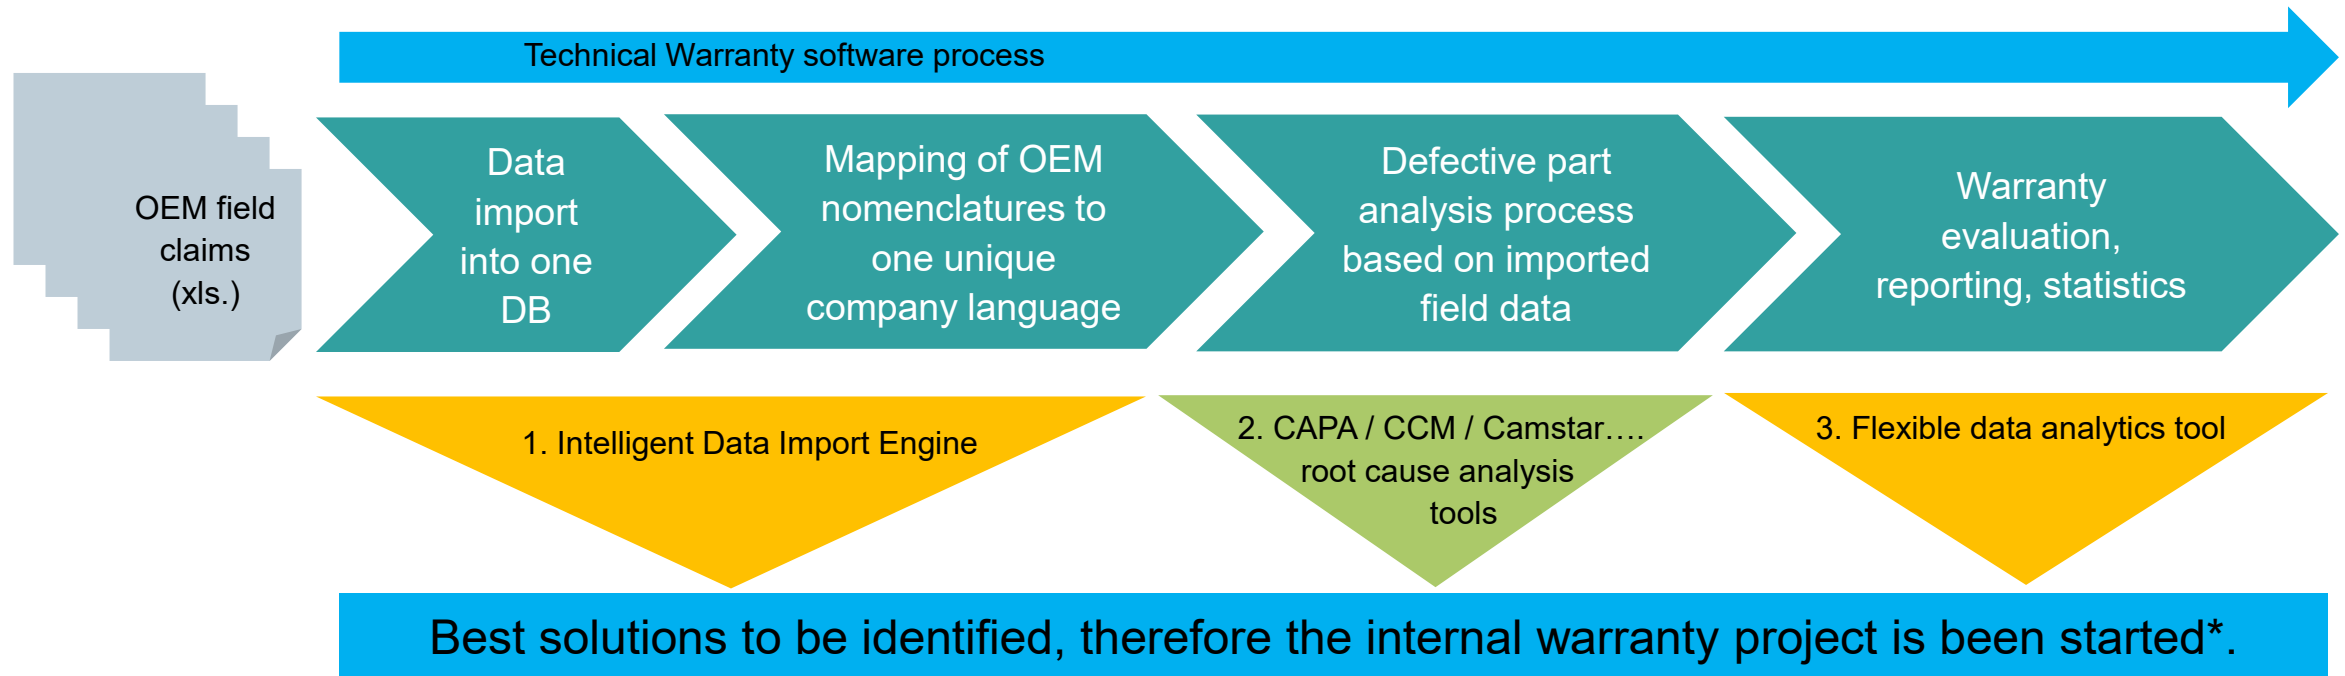 Technical Warranty software process
OEM field
claims
(xls.)
Data
import
into one
DB
Mapping of OEM
nomenclatures to
one unique
company language
Defective part
analysis process
based on imported
field data
Warranty
evaluation,
reporting, statistics
1. Intelligent Data Import Engine
2. CAPA / CCM / Camstar….
root cause analysis
tools
3. Flexible data analytics tool
Best solutions to be identified, therefore the internal warranty project is been started*.